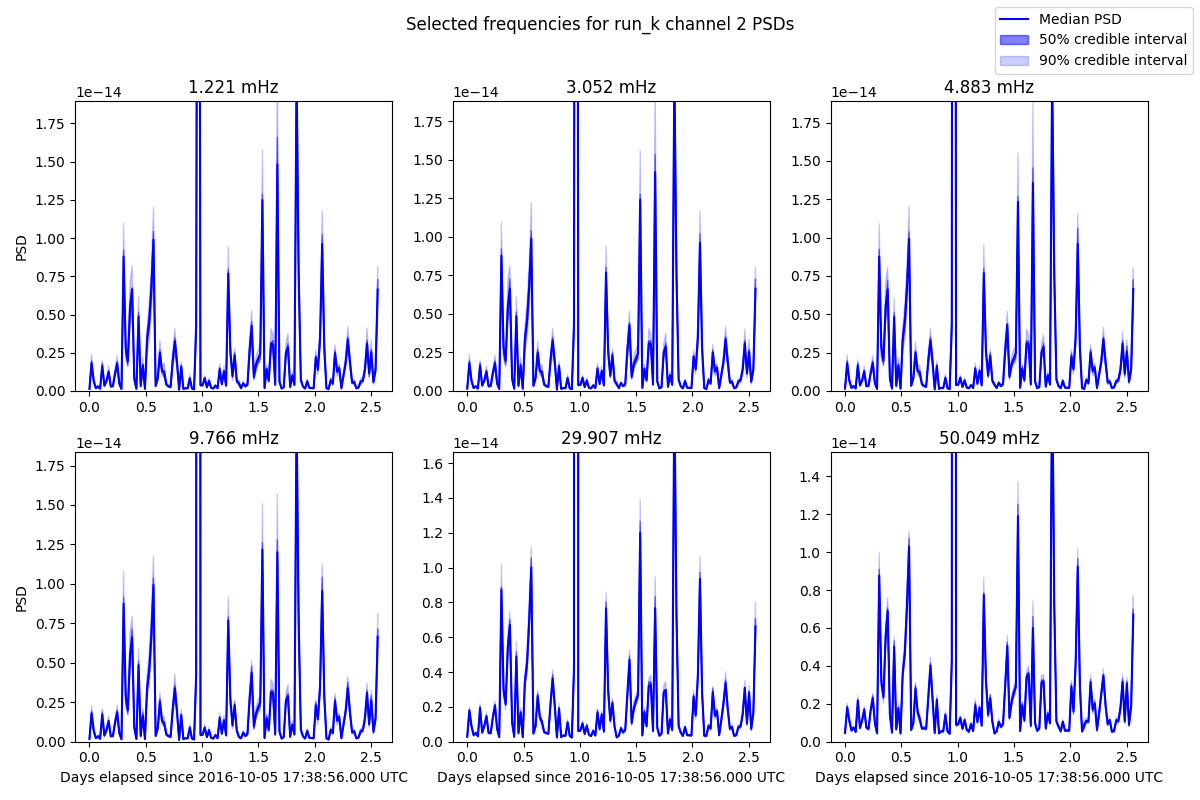 Selected frequencies for run_k channel 2 PSDs
Median PSD
50% credible interval
90% credible interval
1e−14
1.221 mHz
1e−14
3.052 mHz
1e−14
4.883 mHz
PSD
1.75
1.50
1.25
1.00
0.75
0.50
0.25
0.00
0.0 0.5 1.0 1.5 2.0 2.5
1.75
1.50
1.25
1.00
0.75
0.50
0.25
0.00
0.0 0.5 1.0 1.5 2.0 2.5
1.75
1.50
1.25
1.00
0.75
0.50
0.25
0.00
0.0 0.5 1.0 1.5 2.0 2.5
1e−14
9.766 mHz
1e−14
29.907 mHz
1e−14
50.049 mHz
PSD
1.75
1.50
1.25
1.00
0.75
0.50
0.25
0.00
0.0 0.5 1.0 1.5 2.0 2.5
Days elapsed since 2016-10-05 17:38:56.000 UTC
1.6
1.4
1.2
1.0
0.8
0.6
0.4
0.2
0.0
0.0 0.5 1.0 1.5 2.0 2.5
Days elapsed since 2016-10-05 17:38:56.000 UTC
1.4
1.2
1.0
0.8
0.6
0.4
0.2
0.0
0.0 0.5 1.0 1.5 2.0 2.5
Days elapsed since 2016-10-05 17:38:56.000 UTC